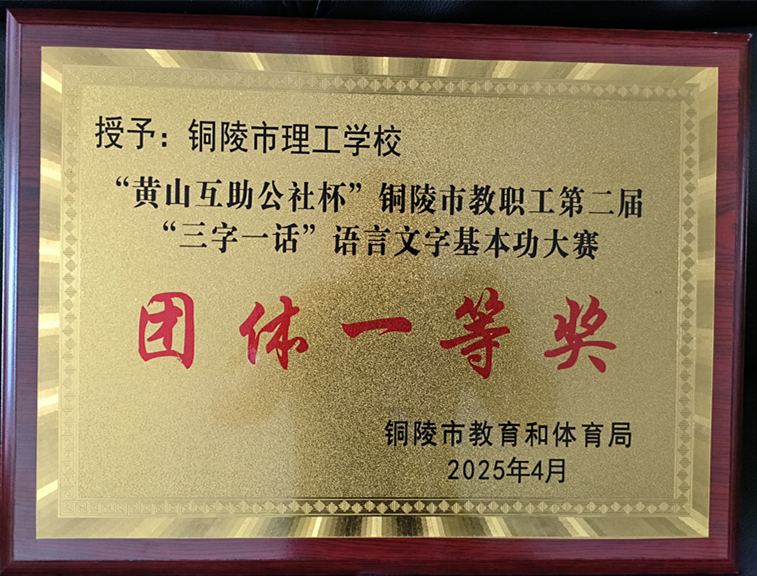 授予：铜陵市理工学校
“黄山互助公社杯”铜陵市教职工第二届
“三字一话”语言文字基本功大赛
团体一等奖
铜陵市教育和体育局
2025年4月